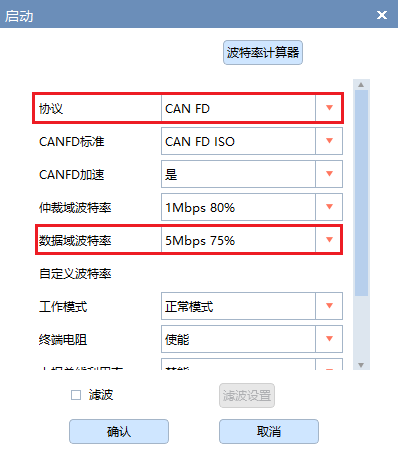 启动
波特率计算器
协议 CAN FD
CANFD标准 CAN FD ISO
CANFD加速 是
仲裁域波特率 1Mbps 80%
数据域波特率 5Mbps 75%
自定义波特率
工作模式 正常模式
终端电阻 使能
滤波 滤波设置
确认 取消